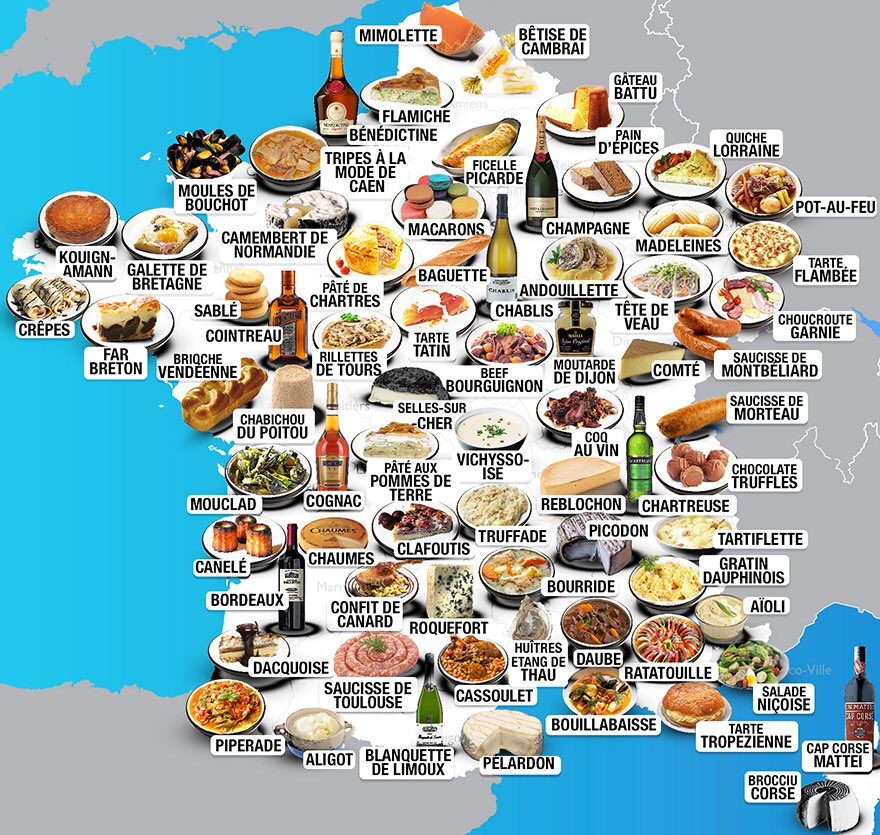 MIMOLETTE
BÊTISE DE
CAMBRAI
GÂTEAU
BATTU
FLAMICHE
BÉNÉDICTINE
PAIN
D'ÉPICES
QUICHE
LORRAINE
TRIPES À LA
MODE DE
CAEN
FICELLE
PICARDE
MOULES DE
BOUCHOT
POT-AU-FEU
MACARONS
CHAMPAGNE
CAMEMBERT DE
NORMANDIE
MADELEINES
KOUIGN-
AMANN
GALETTE DE
BRETAGNE
BAGUETTE
TARTE
FLAMBÉE
PÂTÉ DE
CHARTRES
CHABLIS
ANDOUILLETTE
SABLÉ
CHABLIS
TÊTE DE
VEAU
CRÊPES
COINTREAU
CHOUCROUTE
GARNIE
TARTE
TATIN
MAILLE
FAR
BRETON
BRIOCHE
VENDÉENNE
RILLETTES
DE TOURS
BEEF
BOURGUIGNON
MOUTARDE
DE DIJON
COMTÉ
SAUCISSE DE
MONTBÉLIARD
CHABICHOU
DU POITOU
SELLES-SUR
-CHER
SAUCISSE DE
MORTEAU
COQ
AU VIN
PÂTÉ AUX
POMMES DE
TERRE
VICHYSSO-
ISE
CHOCOLATE
TRUFFLES
MOUCLAD
COGNAC
REBLOCHON
CHARTREUSE
CHAUMES
TRUFFADE
PICODON
TARTIFLETTE
CANELÉ
CHAUMES
CLAFOUTIS
GRATIN
DAUPHINOIS
BOURRIDE
BORDEAUX
CONFIT DE
CANARD
AÏOLI
ROQUEFORT
HUÎTRES
ETANG DE
THAU
DAUBE
DACQUOISE
RATATOUILLE
co-Ville
SAUCISSE DE
TOULOUSE
CASSOULET
SALADE
NIÇOISE
CAP CORSE
BOUILLABAISSE
PIPERADE
TARTE
TROPEZIENNE
ALIGOT
BLANQUETTE
DE LIMOUX
PÉLARDON
CAP CORSE
MATTEI
BROCCIU
CORSE